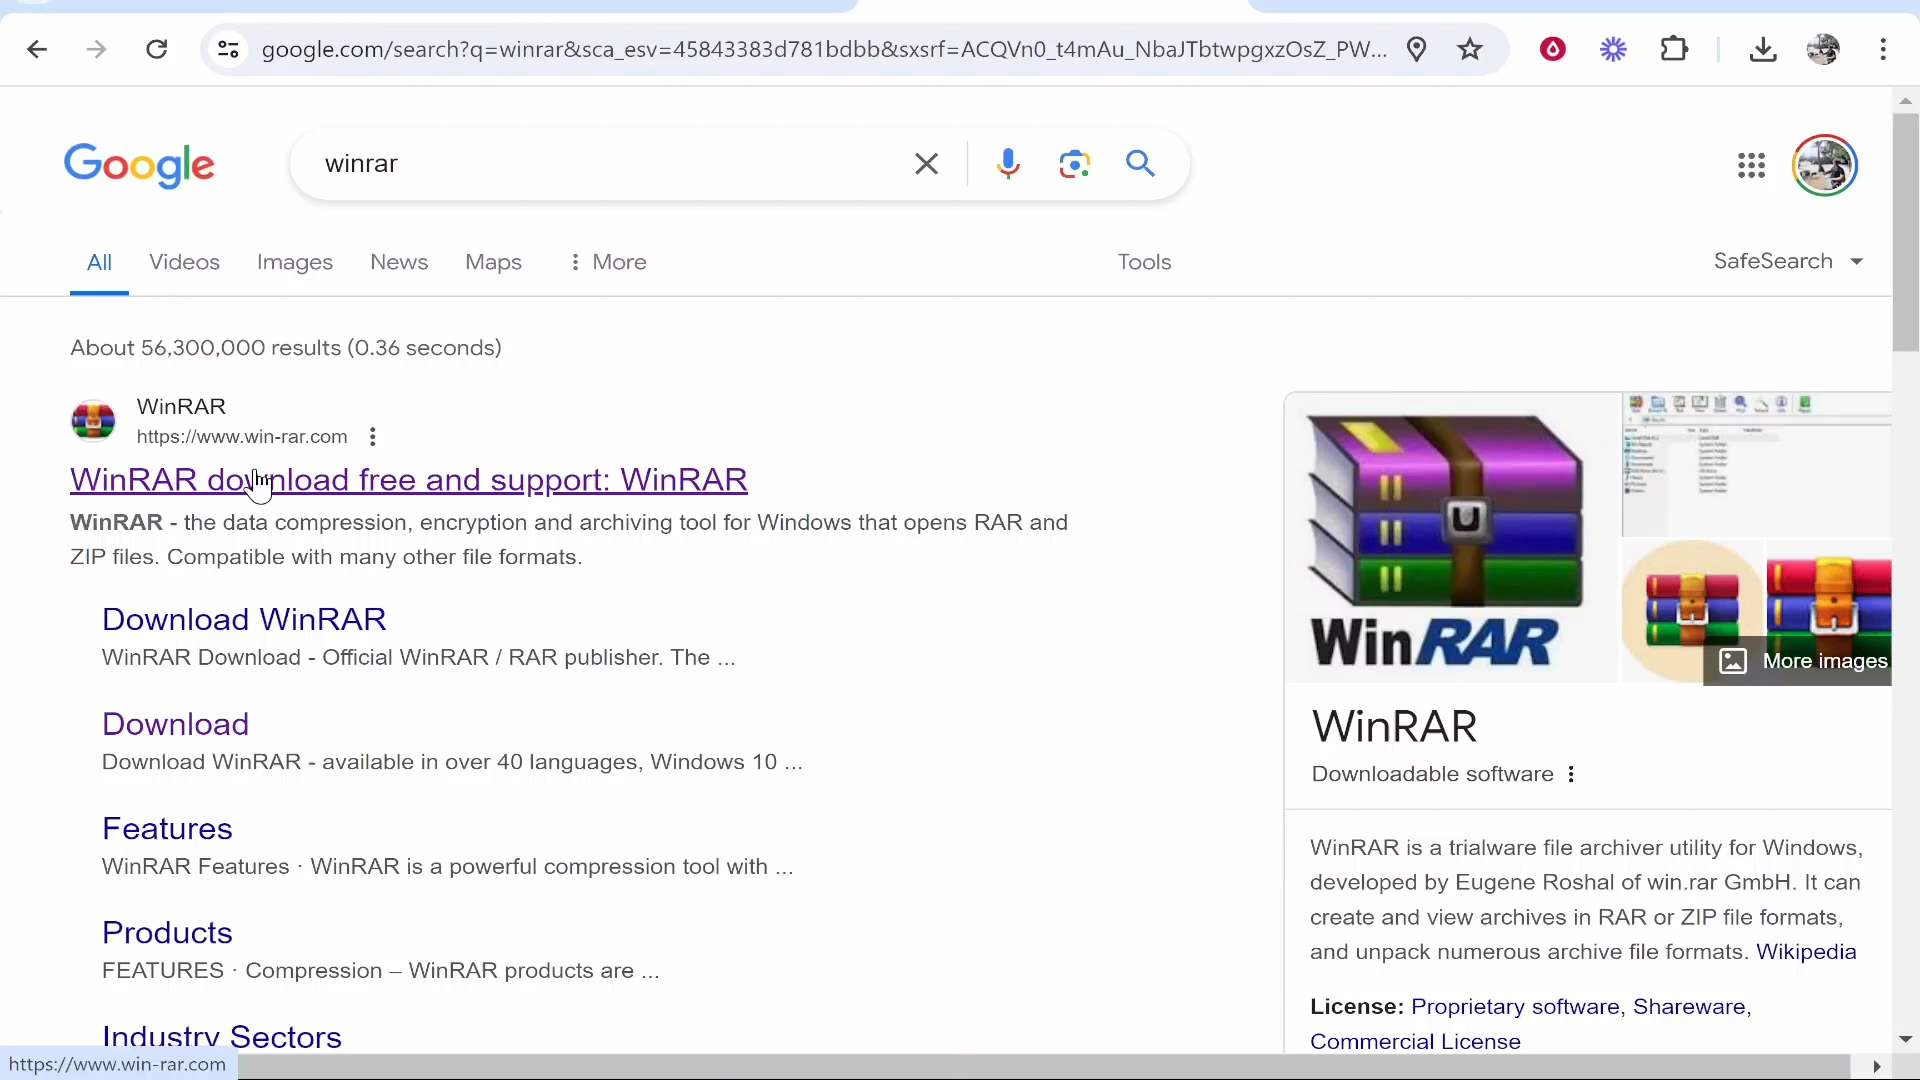 google.com/search?q=winrar&sca_esv=45843383d781bdbb&sxsrf=ACQVn0_t4mAu_NbaJTbtwpgxzOsZ_PW...
Google
winrar
All
Videos
Images
News
Maps
More
Tools
SafeSearch
About 56,300,000 results (0.36 seconds)
WinRAR
https://www.win-rar.com
WinRAR download free and support: WinRAR
WinRAR - the data compression, encryption and archiving tool for Windows that opens RAR and
ZIP files. Compatible with many other file formats.
Download WinRAR
WinRAR Download - Official WinRAR / RAR publisher. The ...
Download
Download WinRAR - available in over 40 languages, Windows 10 ...
Features
WinRAR Features · WinRAR is a powerful compression tool with ...
Products
FEATURES · Compression – WinRAR products are ...
Industry Sectors
WinRAR
More images
WinRAR
Downloadable software
WinRAR is a trialware file archiver utility for Windows,
developed by Eugene Roshal of win.rar GmbH. It can
create and view archives in RAR or ZIP file formats,
and unpack numerous archive file formats. Wikipedia
License: Proprietary software, Shareware,
Commercial License
https://www.win-rar.com